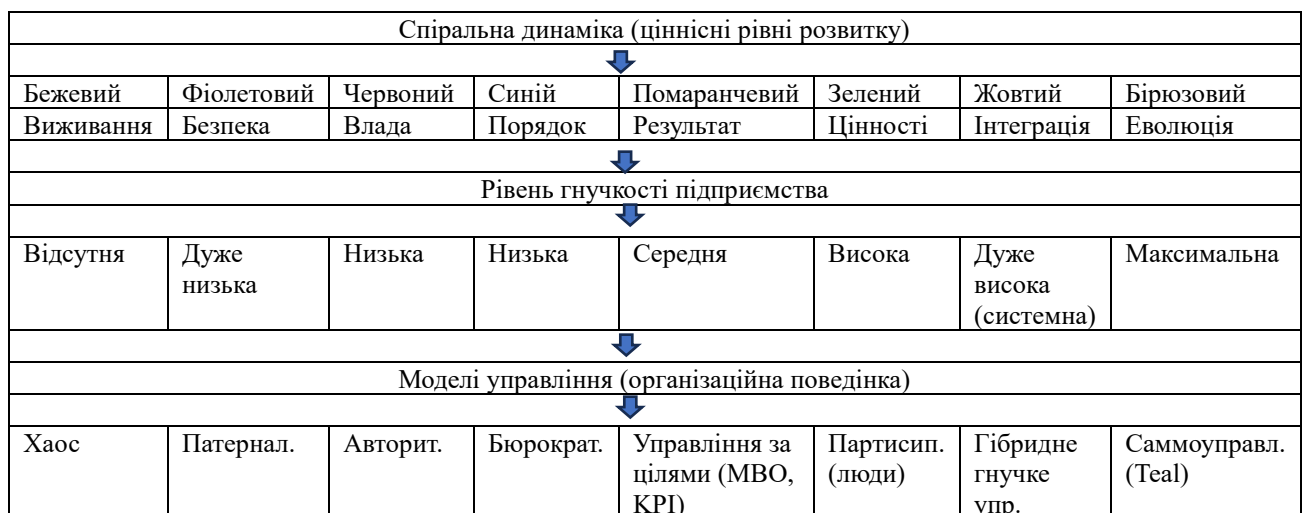 Спіральна динаміка (ціннісні рівні розвитку)
Бежевий Фіолетовий Червоний Синій Помаранчевий Зелений Жовтий Бірюзовий
Виживання Безпека Влада Порядок Результат Цінності Інтеграція Еволюція
Рівень гнучкості підприємства
Відсутня Дуже Низька Низька Середня Висока Дуже Максимальна
низька висока
(системна)
Моделі управління (організаційна поведінка)
Хаос Патернал. Авторит. Бюрократ. Управління за Партисип. Гібридне Саммоуправл.
цілями (МВО, (люди) гнучке (Teal)
KPI) упр.